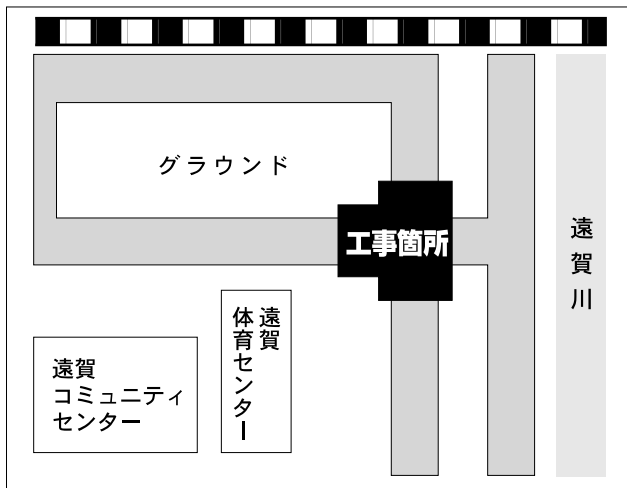 グラウンド
工事箇所
遠賀川
遠賀
体育センター
遠賀
コミュニティ
センター